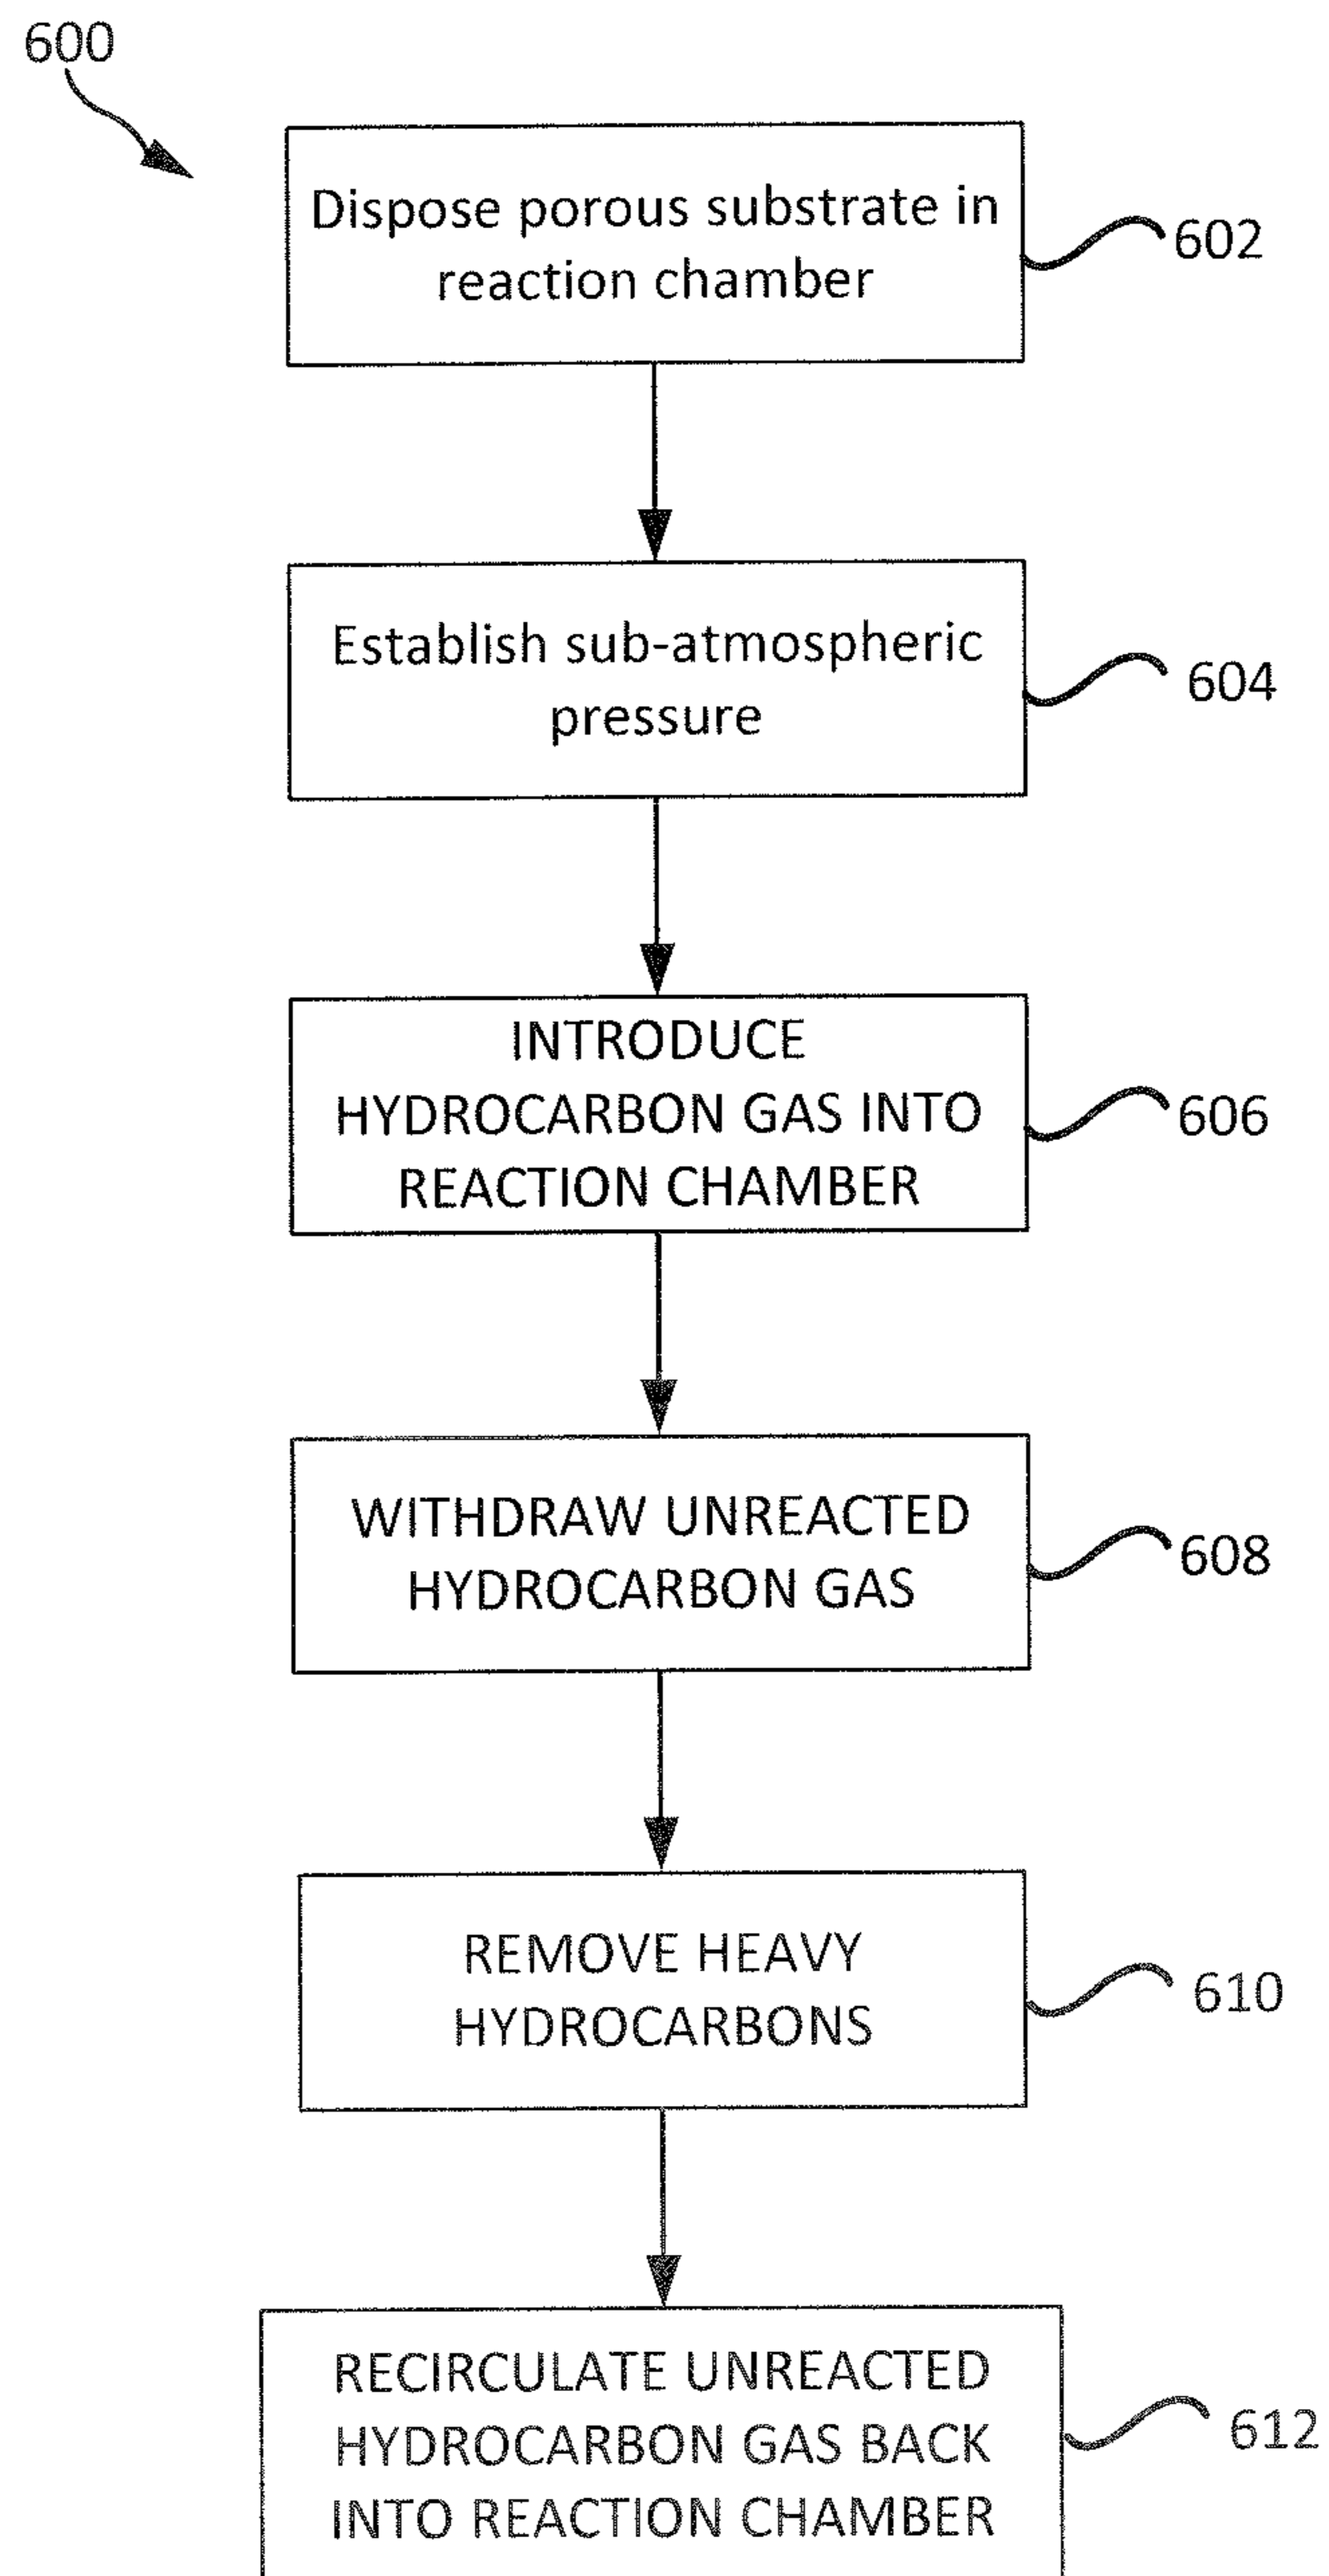 600
Dispose porous substrate in
reaction chamber
602
Establish sub-atmospheric
pressure
604
INTRODUCE
HYDROCARBON GAS INTO
REACTION CHAMBER
606
WITHDRAW UNREACTED
HYDROCARBON GAS
608
REMOVE HEAVY
HYDROCARBONS
610
RECIRCULATE UNREACTED
HYDROCARBON GAS BACK
INTO REACTION CHAMBER
612